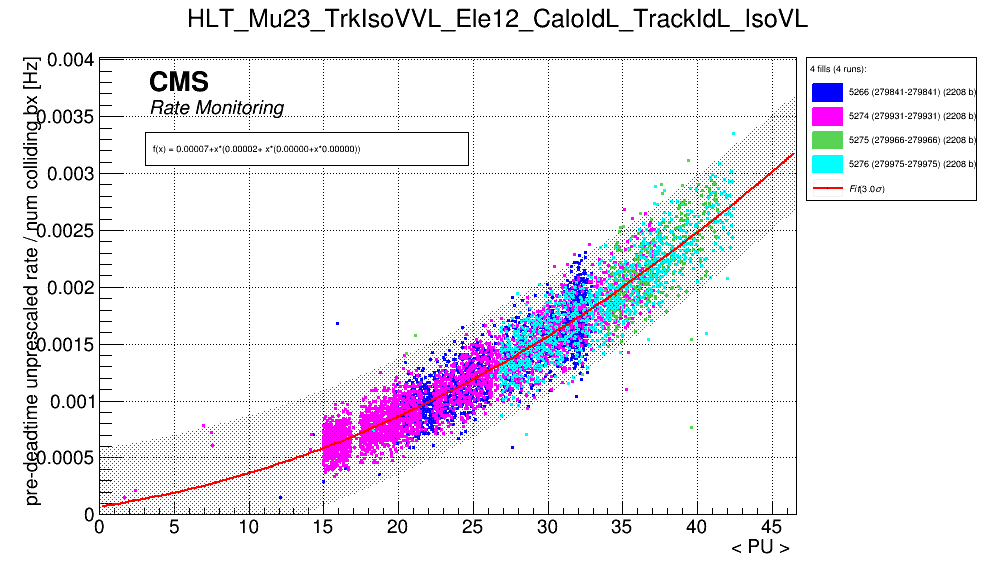 HLT_Mu23_TrkIsoVVL_Ele12_CaloIdL_TrackIdL_IsoVL
pre-deadtime unprescaled rate / num colliding bx [Hz]
0.004
0.0035
0.003
0.0025
0.002
0.0015
0.001
0.0005
0
CMS
Rate Monitoring
f(x) = 0.00007+x*(0.00002+ x*(0.00000+x*0.00000))
0 5 10 15 20 25 30 35 40 45
< PU >
4 fills (4 runs):
5266 (279841-279841) (2208 b)
5274 (279931-279931) (2208 b)
5275 (279966-279966) (2208 b)
5276 (279975-279975) (2208 b)
Fit(3.0σ)